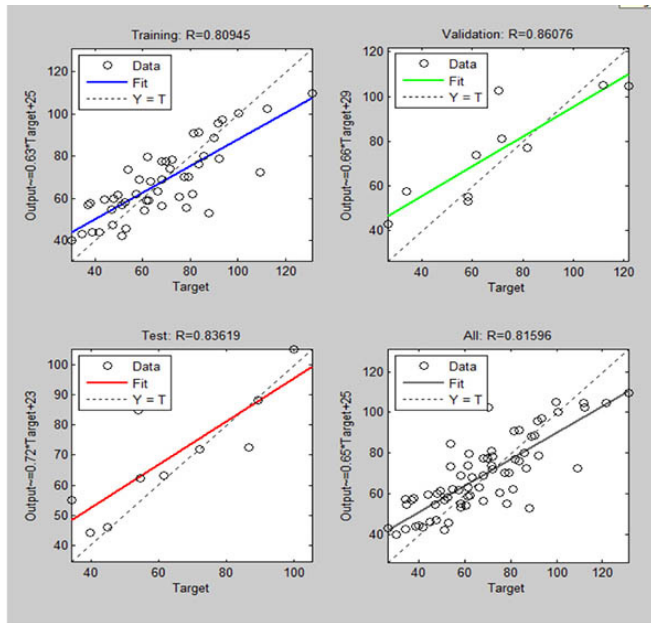 Training: R=0.80945
Data
Fit
Y = T
Output~=0.63*Target+25
120
100
80
60
40
40 60 80 100 120
Target
Validation: R=0.86076
Data
Fit
Y = T
Output~=0.66*Target+29
120
100
80
60
40
40 60 80 100 120
Target
Test: R=0.83619
Data
Fit
Y = T
Output~=0.72*Target+23
100
90
80
70
60
50
40
40 60 80 100
Target
All: R=0.81596
Data
Fit
Y = T
Output~=0.65*Target+25
120
100
80
60
40
40 60 80 100 120
Target